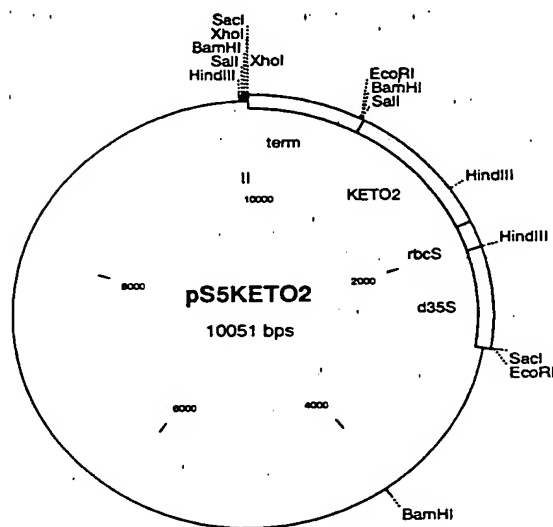 SacI
XhoI
BamHI
SalI
HindIII
XhoI
EcoRI
BamHI
SalI
term
II
10000
KETO2
HindIII
HindIII
rbcS
2000
8000
pS5KETO2
d35S
10051 bps
SacI
EcoRI
6000
4000
BamHI